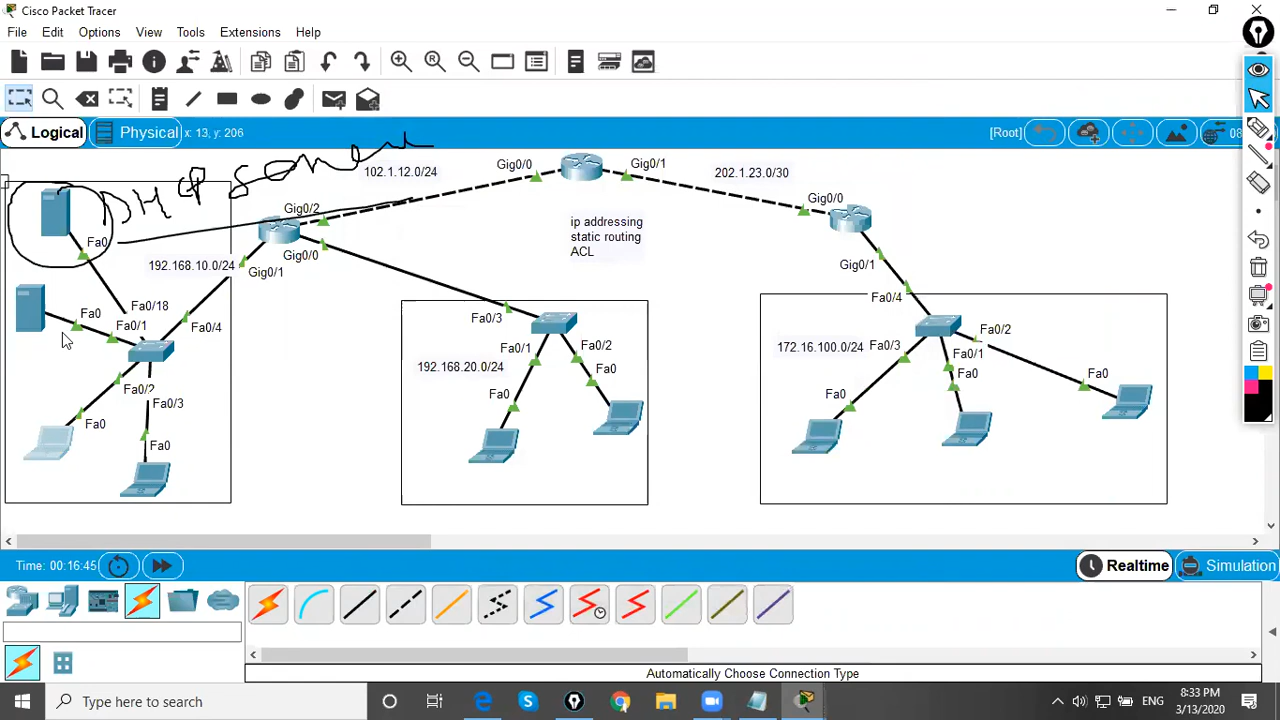 Cisco Packet Tracer
File Edit Options View Tools Extensions Help
Logical Physical x: 13, y: 206 [Root] 08
DHCP
102.1.12.0/24
Gig0/0
Gig0/1
202.1.23.0/30
Gig0/2
Gig0/0
Fa0
ip addressing
static routing
ACL
Gig0/0
192.168.10.0/24
Gig0/1
Gig0/1
Fa0/18
Fa0/4
Fa0
Fa0/1
Fa0/4
Fa0/3
Fa0/2
Fa0/1
Fa0/2
192.168.20.0/24
172.16.100.0/24
Fa0/3
Fa0/1
Fa0
Fa0
Fa0/2
Fa0/3
Fa0
Fa0
Fa0
Fa0
Fa0
Time: 00:16:45 Realtime Simulation
Automatically Choose Connection Type
Type here to search
ENG
8:33 PM
3/13/2020